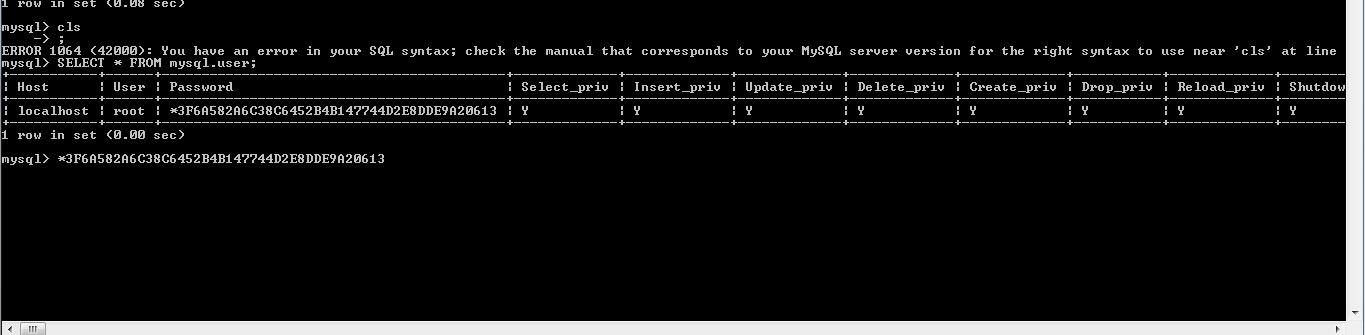 1 row in set (0.08 sec)
mysql> cls
    -> ;
ERROR 1064 (42000): You have an error in your SQL syntax; check the manual that corresponds to your MySQL server version for the right syntax to use near 'cls' at line
mysql> SELECT * FROM mysql.user;
| Host | User | Password | Select_priv | Insert_priv | Update_priv | Delete_priv | Create_priv | Drop_priv | Reload_priv | Shutdow
| localhost | root | *3F6A582A6C38C6452B4B147744D2E8DDE9A20613 | Y | Y | Y | Y | Y | Y | Y | Y
1 row in set (0.00 sec)
mysql> *3F6A582A6C38C6452B4B147744D2E8DDE9A20613